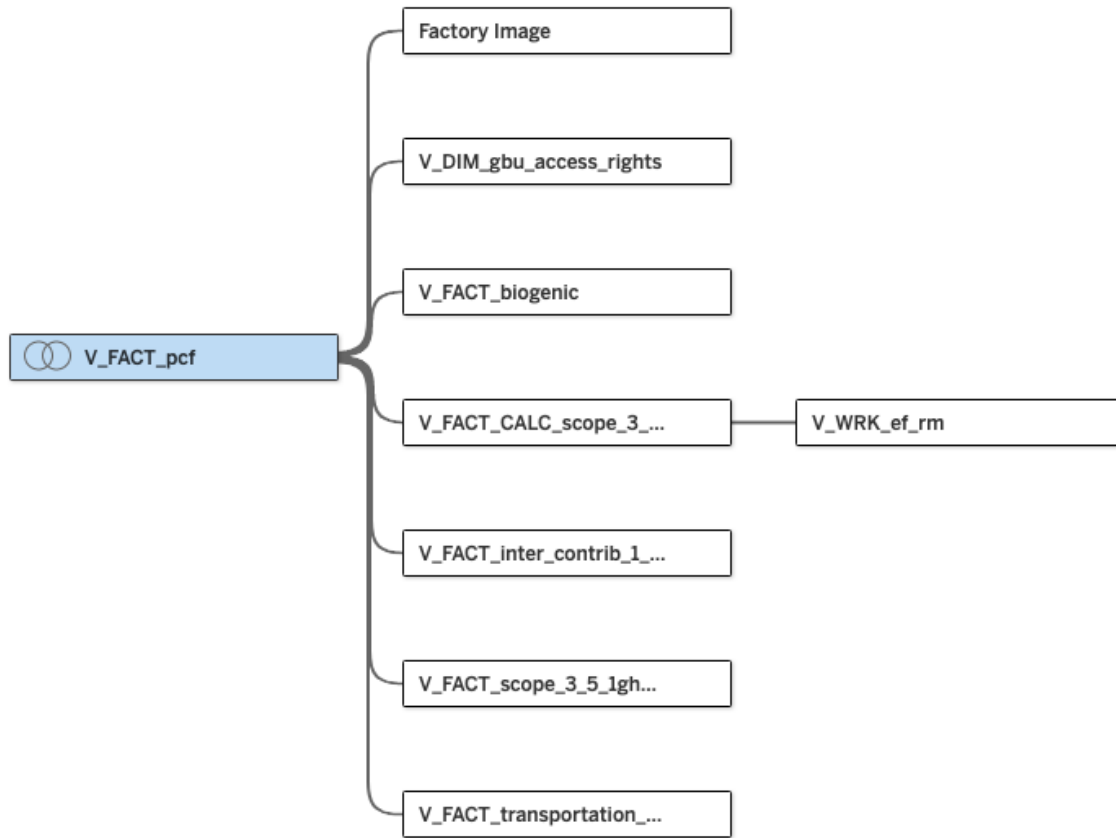 Factory Image
V_DIM_gbu_access_rights
V_FACT_biogenic
V_FACT_pcf
V_FACT_CALC_scope_3_...
V_WRK_ef_rm
V_FACT_inter_contrib_1_...
V_FACT_scope_3_5_1gh...
V_FACT_transportation_...